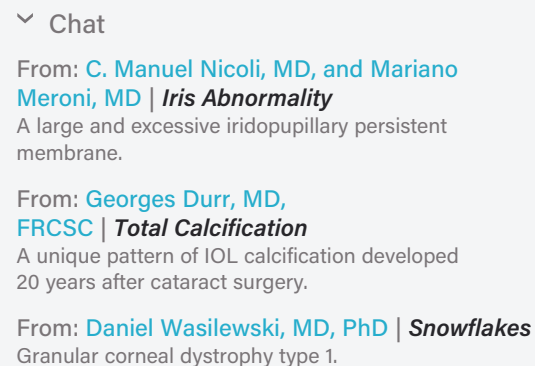 Chat
From: C. Manuel Nicoli, MD, and Mariano
Meroni, MD | Iris Abnormality
A large and excessive iridopupillary persistent
membrane.
From: Georges Durr, MD,
FRCSC | Total Calcification
A unique pattern of IOL calcification developed
20 years after cataract surgery.
From: Daniel Wasilewski, MD, PhD | Snowflakes
Granular corneal dystrophy type 1.